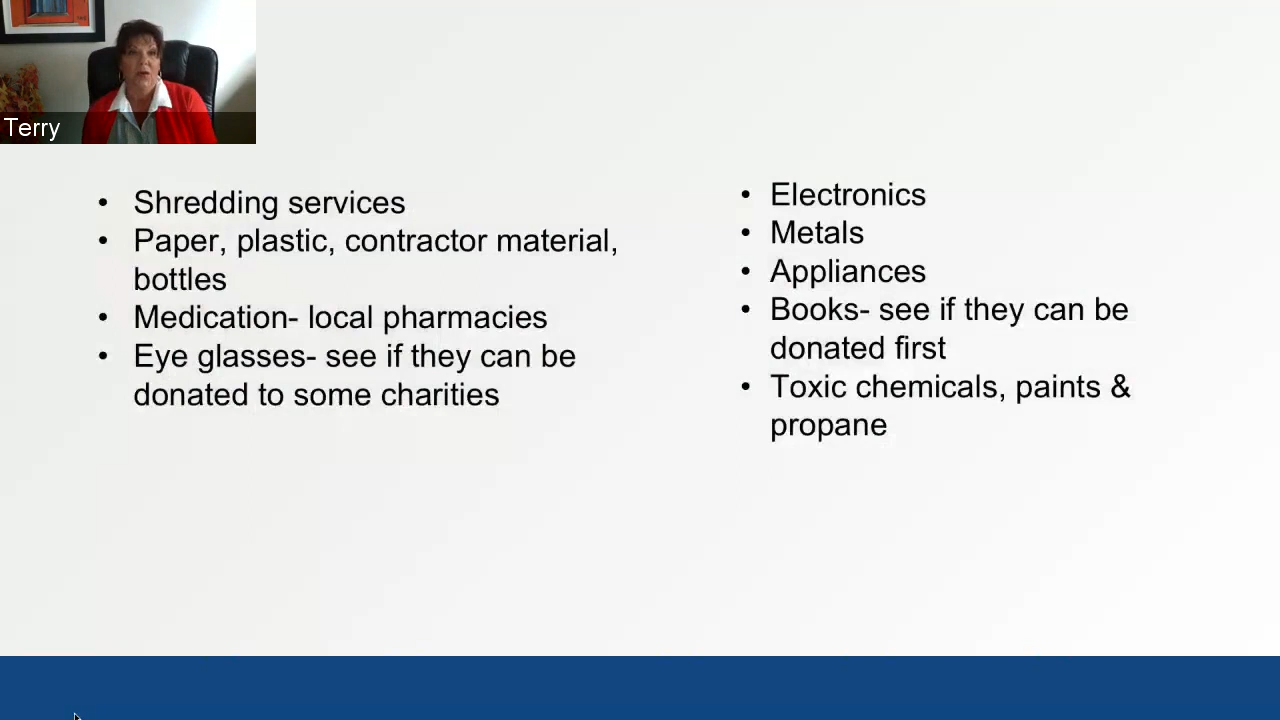 Terry
• Shredding services
• Paper, plastic, contractor material,
bottles
• Medication- local pharmacies
• Eye glasses- see if they can be
donated to some charities
• Electronics
• Metals
• Appliances
• Books- see if they can be
donated first
• Toxic chemicals, paints &
propane